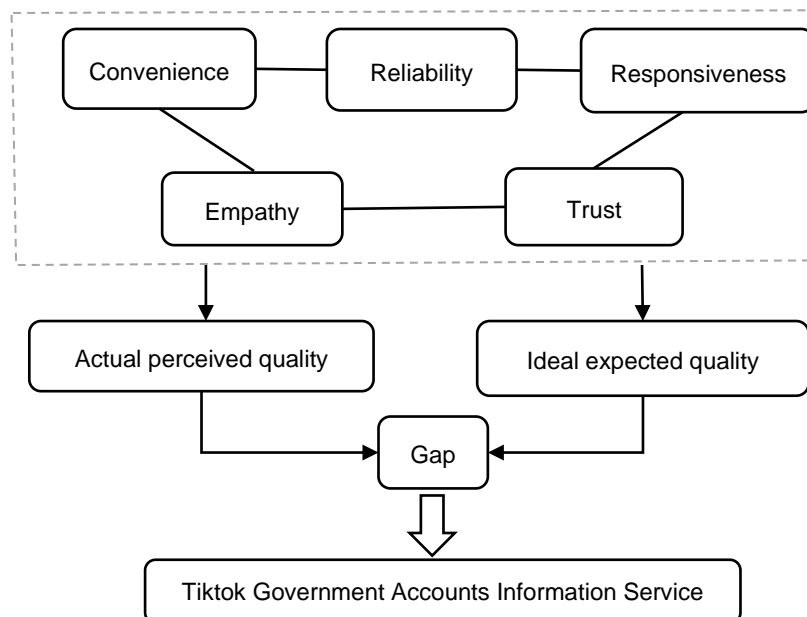 Convenience
Reliability
Responsiveness
Empathy
Trust
Actual perceived quality
Ideal expected quality
Gap
Tiktok Government Accounts Information Service